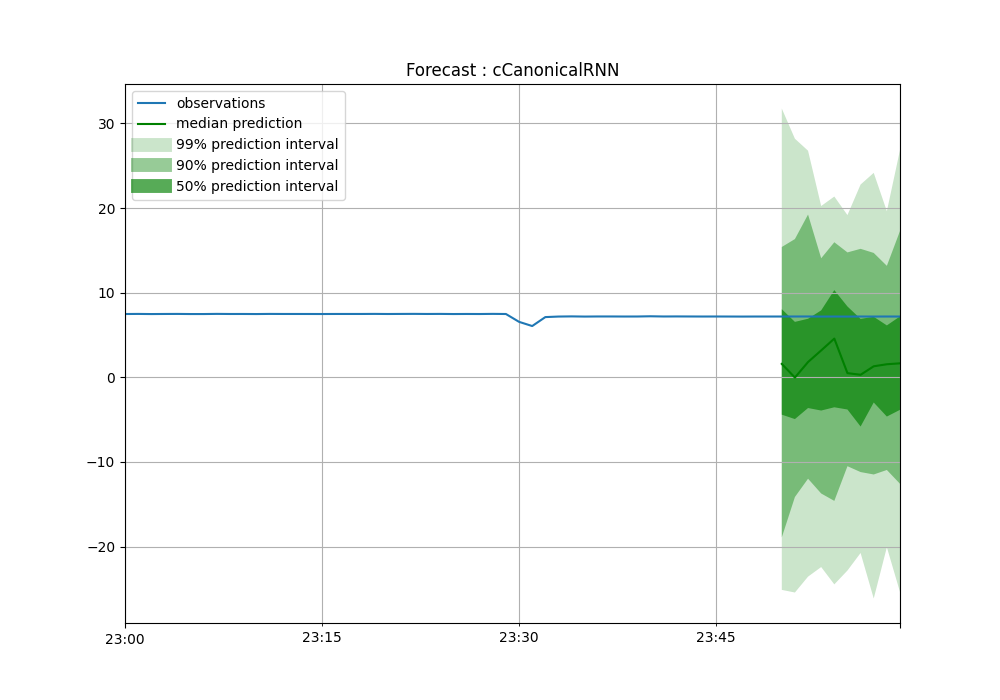 Forecast : cCanonicalRNN
observations
median prediction
99% prediction interval
90% prediction interval
50% prediction interval
30
20
10
0
−10
−20
23:00
23:15
23:30
23:45